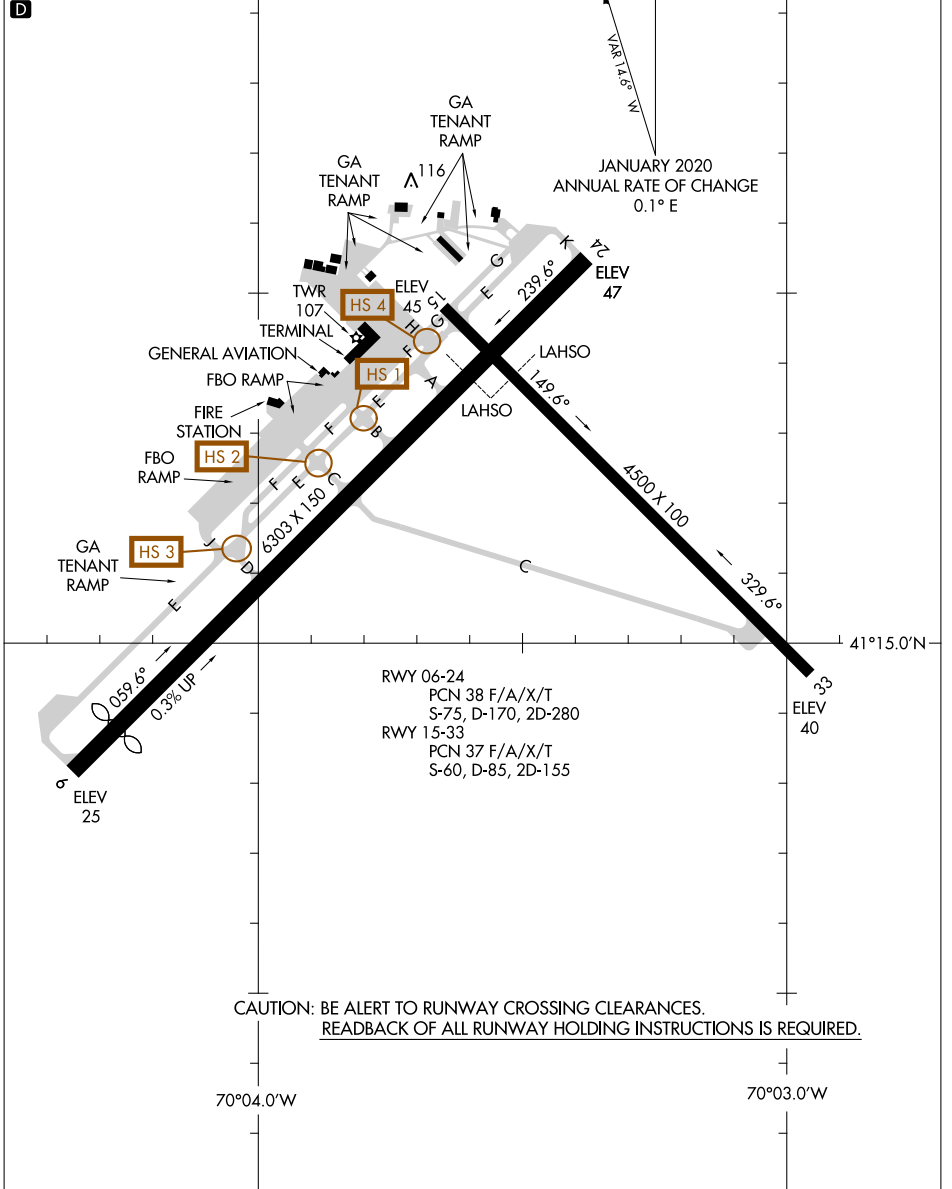 D
VAR 14.6° W
JANUARY 2020
ANNUAL RATE OF CHANGE
0.1° E
GA
TENANT
RAMP
GA
TENANT
RAMP
116
K
24
ELEV
47
G
E
239.6°
TWR
107
HS 4
ELEV
45
15
G
H
F
TERMINAL
GENERAL AVIATION
FBO RAMP
HS 1
A
LAHSO
LAHSO
149.6°
FIRE
STATION
E
F
B
FBO
RAMP
HS 2
F
E
C
6303 X 150
4500 X 100
GA
TENANT
RAMP
HS 3
J
D
E
C
329.6°
41°15.0'N
059.6°
0.3% UP
33
ELEV
40
RWY 06-24
PCN 38 F/A/X/T
S-75, D-170, 2D-280
RWY 15-33
PCN 37 F/A/X/T
S-60, D-85, 2D-155
6
ELEV
25
CAUTION: BE ALERT TO RUNWAY CROSSING CLEARANCES.
READBACK OF ALL RUNWAY HOLDING INSTRUCTIONS IS REQUIRED.
70°04.0'W
70°03.0'W